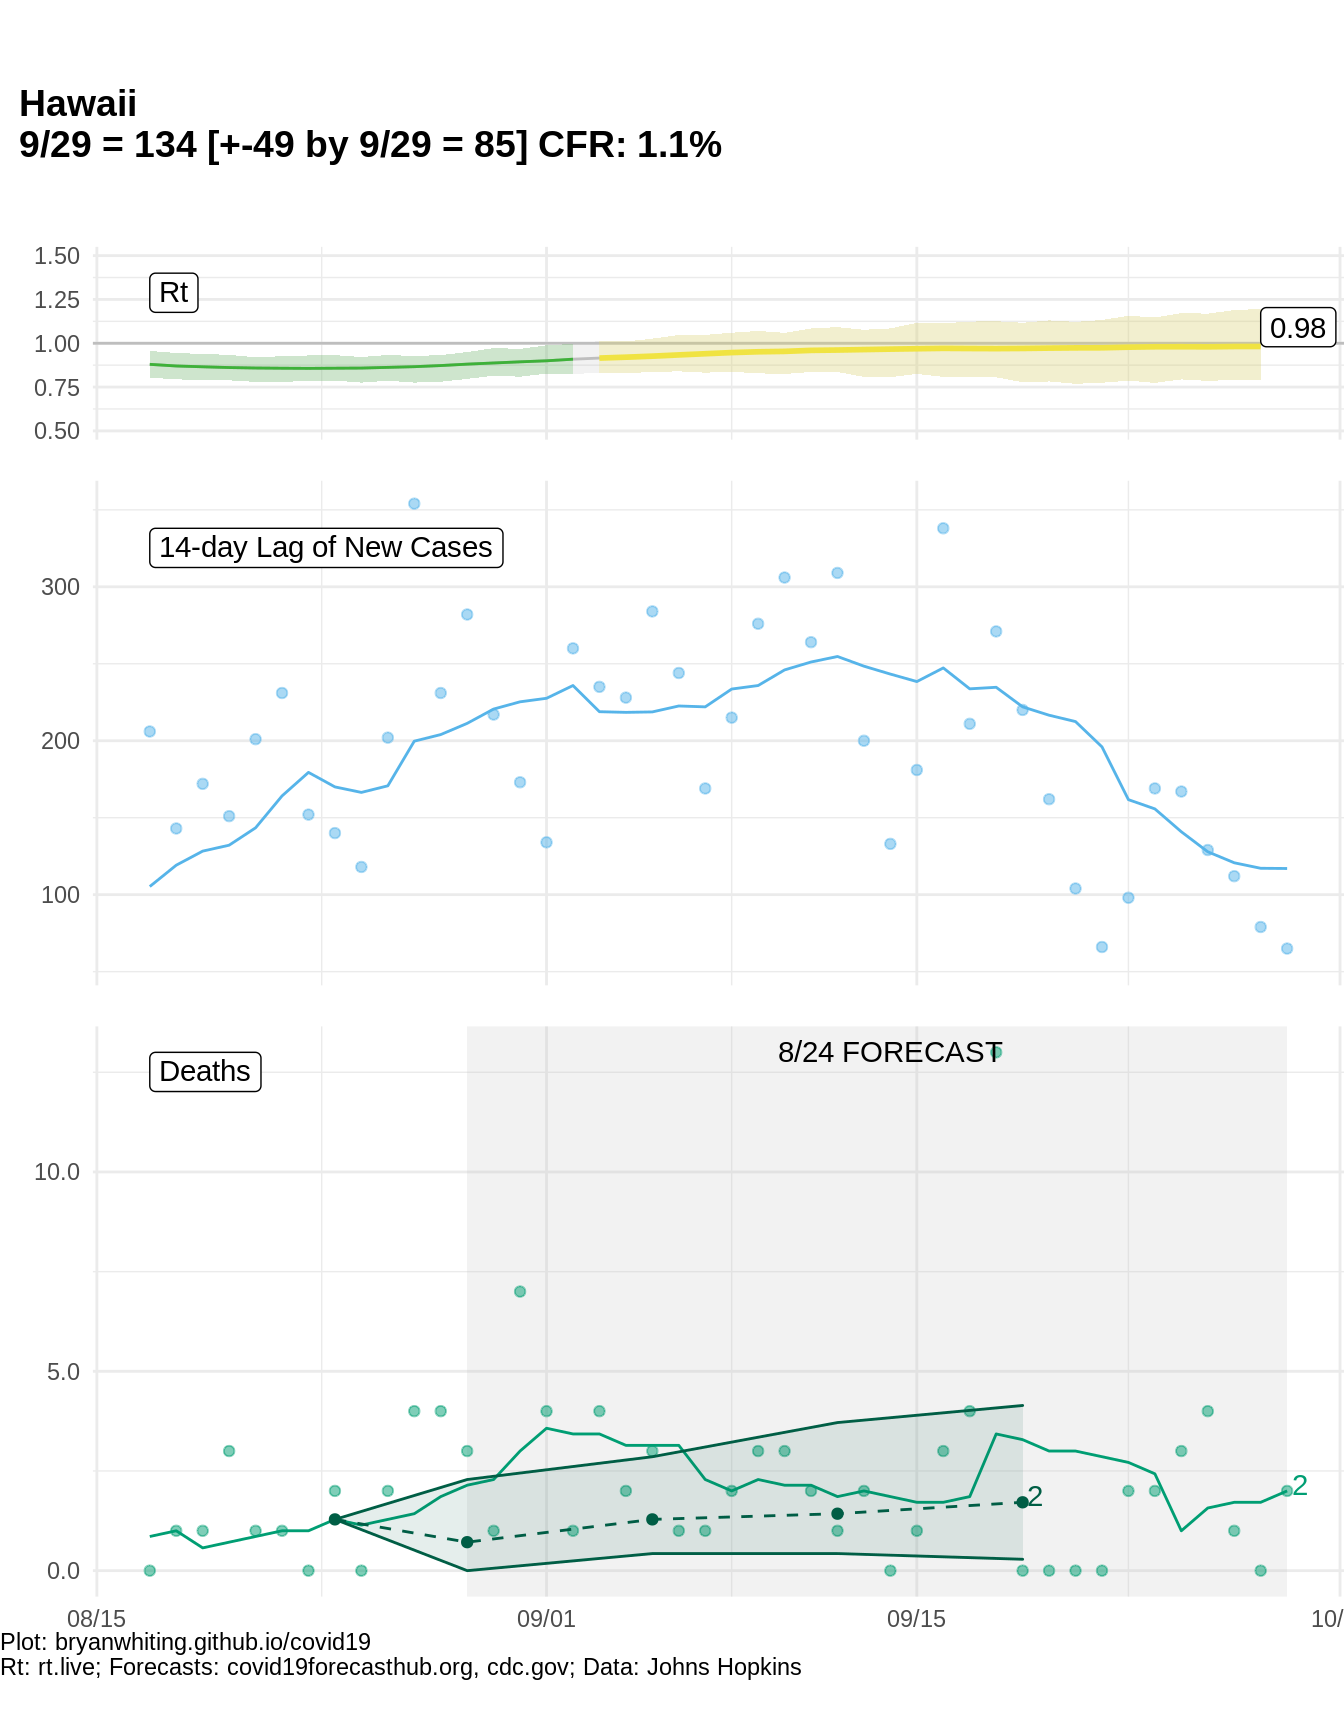 Hawaii
9/29 = 134 [+-49 by 9/29 = 85] CFR: 1.1%
1.50
Rt
1.25
0.98
1.00
0.75
0.50
14-day Lag of New Cases
300
200
100
8/24 FORECAST
Deaths
10.0
5.0
2
2
0.0
08/15 09/01 09/15 10/
Plot: bryanwhiting.github.io/covid19
Rt: rt.live; Forecasts: covid19forecasthub.org, cdc.gov; Data: Johns Hopkins